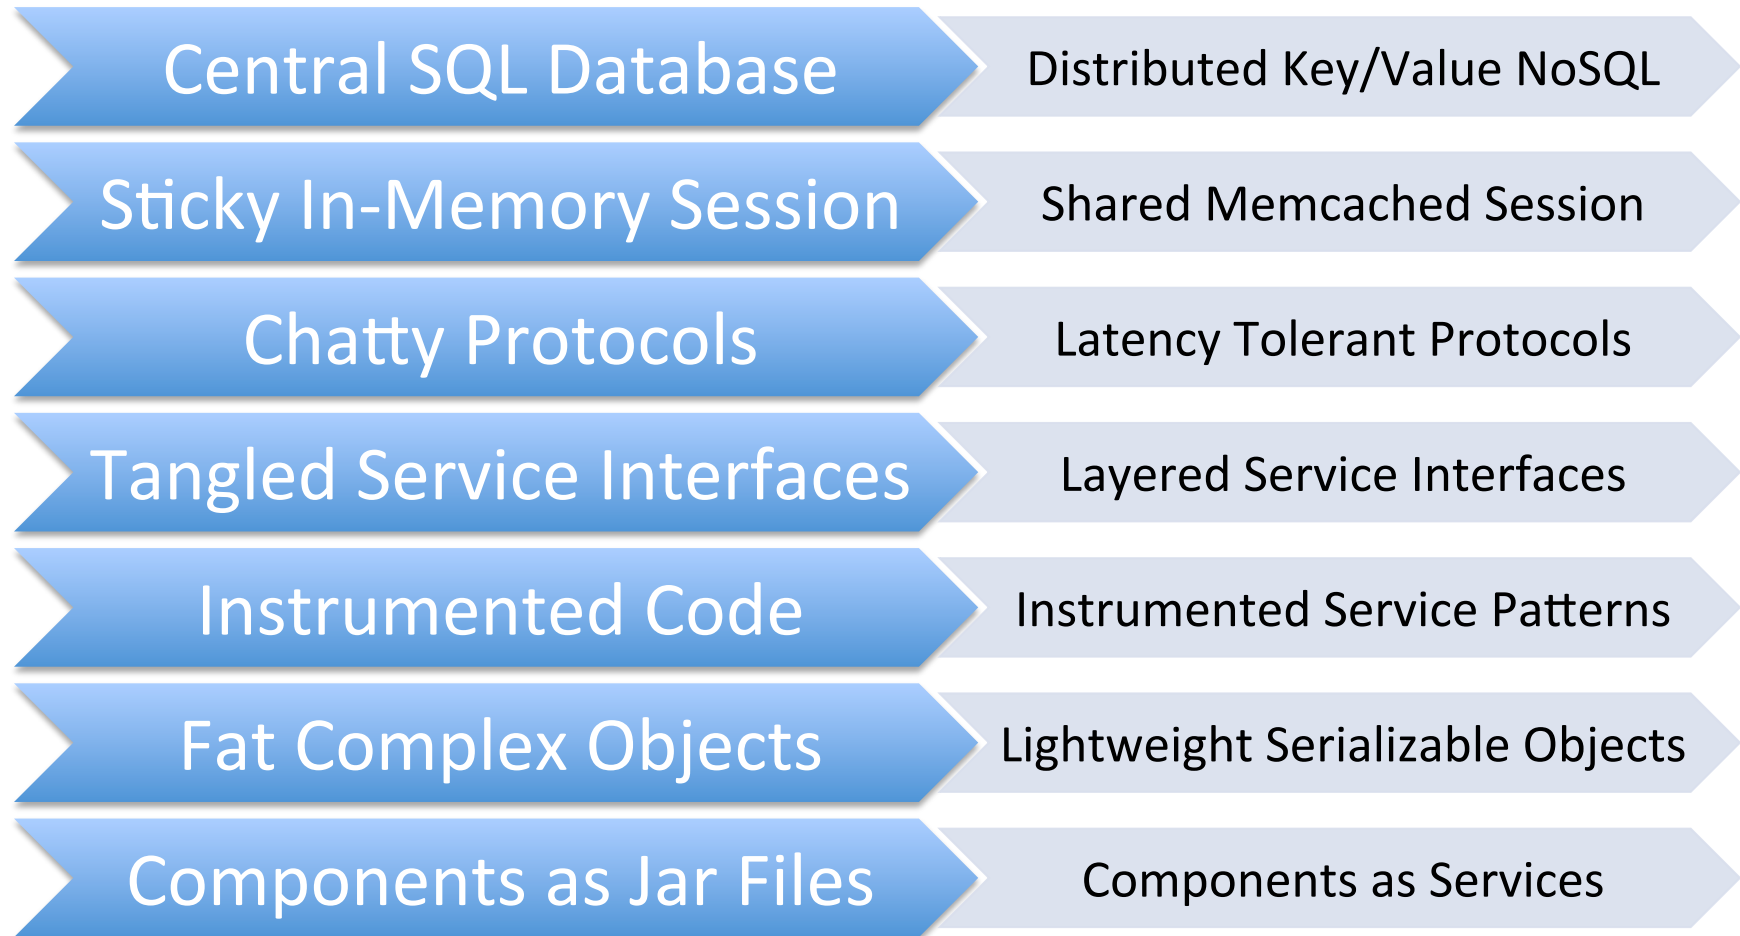 Central SQL Database
Distributed Key/Value NoSQL
Sticky In-Memory Session
Shared Memcached Session
Chatty Protocols
Latency Tolerant Protocols
Tangled Service Interfaces
Layered Service Interfaces
Instrumented Code
Instrumented Service Patterns
Fat Complex Objects
Lightweight Serializable Objects
Components as Jar Files
Components as Services